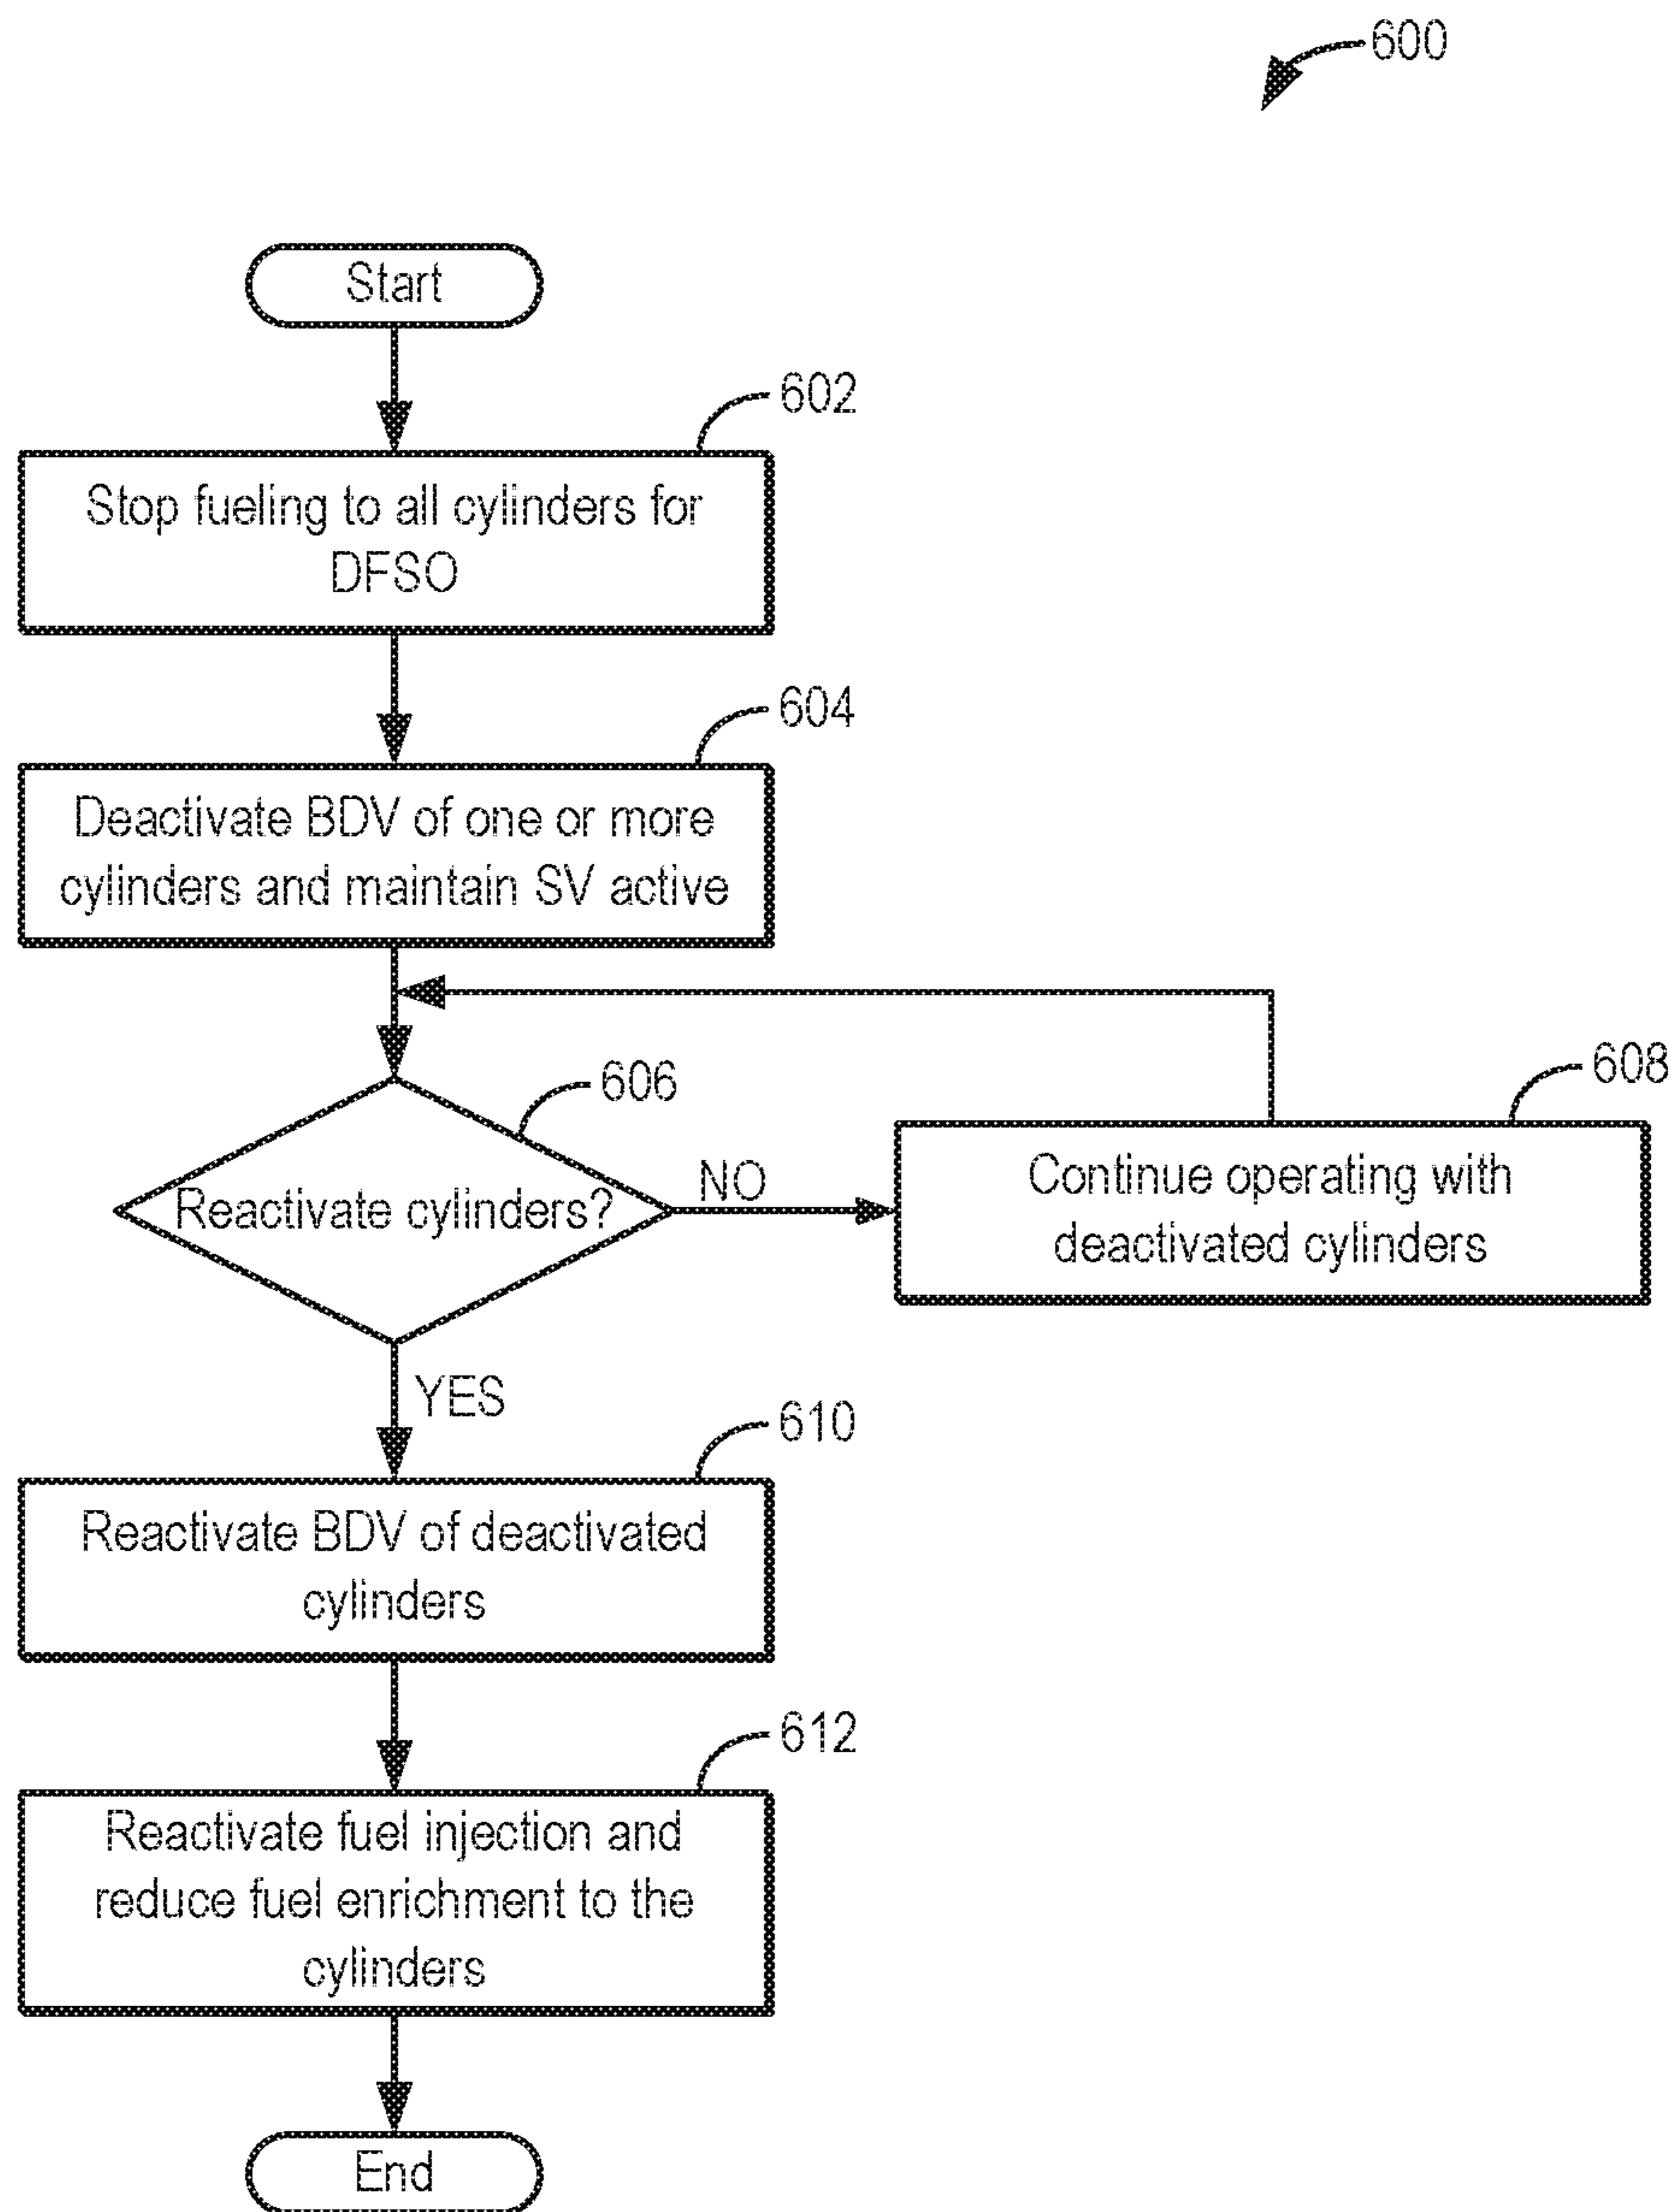 600
Start
602
Stop fueling to all cylinders for
DFSO
604
Deactivate BDV of one or more
cylinders and maintain SV active
606
Reactivate cylinders?
NO
608
Continue operating with
deactivated cylinders
YES
610
Reactivate BDV of deactivated
cylinders
612
Reactivate fuel injection and
reduce fuel enrichment to the
cylinders
End